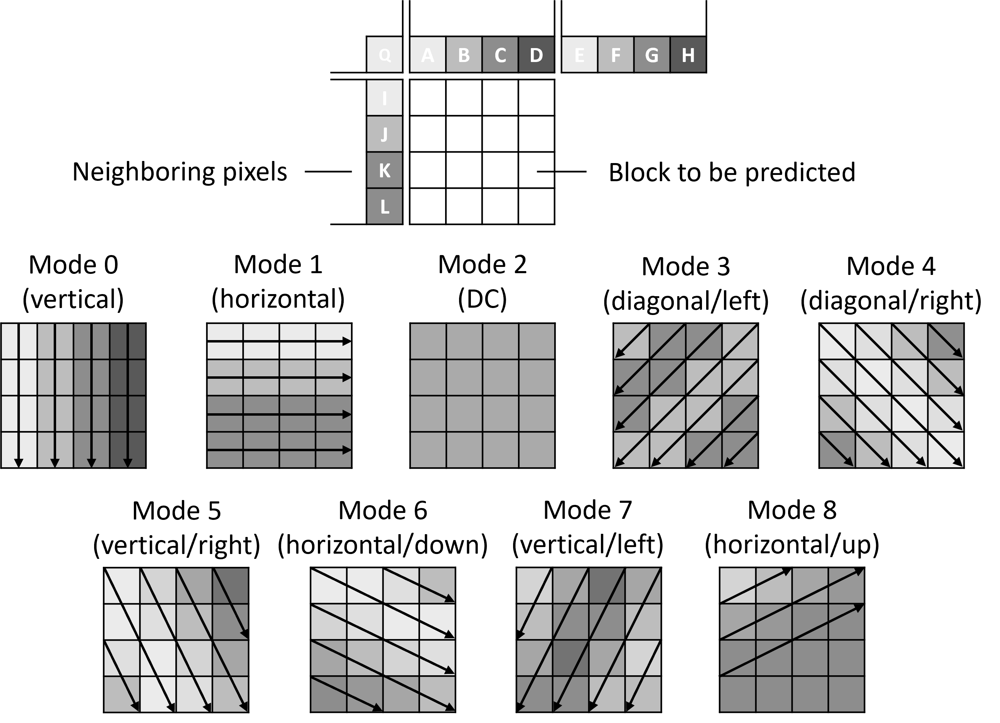 Q A B C D E F G H
I
J
K
L
Neighboring pixels
Block to be predicted
Mode 0
(vertical)
Mode 1
(horizontal)
Mode 2
(DC)
Mode 3
(diagonal/left)
Mode 4
(diagonal/right)
Mode 5
(vertical/right)
Mode 6
(horizontal/down)
Mode 7
(vertical/left)
Mode 8
(horizontal/up)